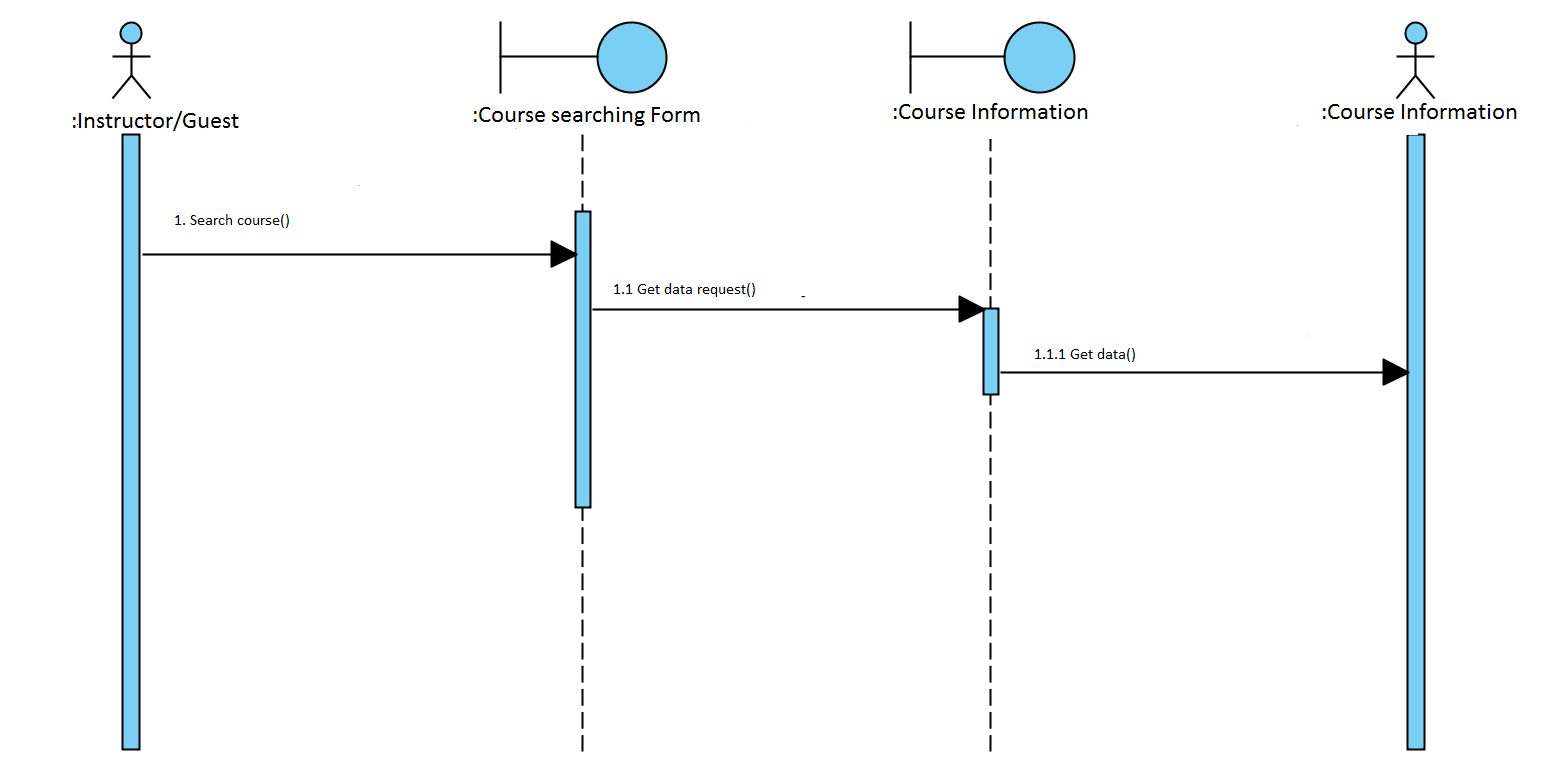 :Instructor/Guest
:Course searching Form
:Course Information
:Course Information
1. Search course()
1.1 Get data request()
1.1.1 Get data()